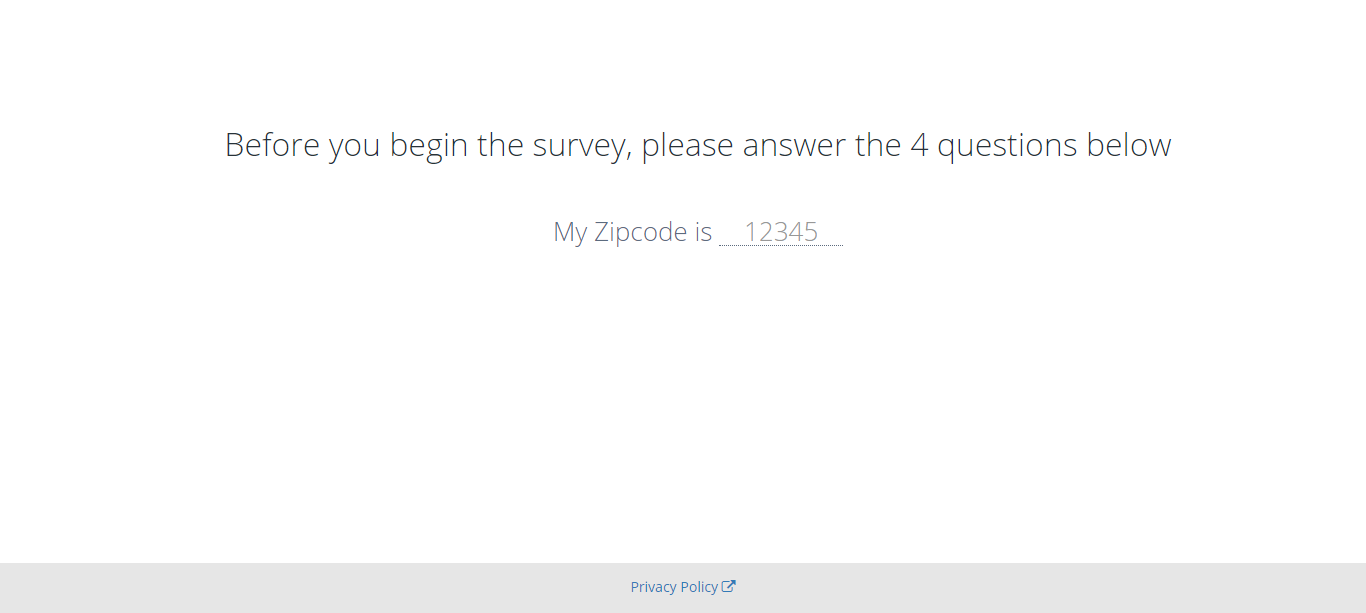 Before you begin the survey, please answer the 4 questions below
My Zipcode is 12345
Privacy Policy